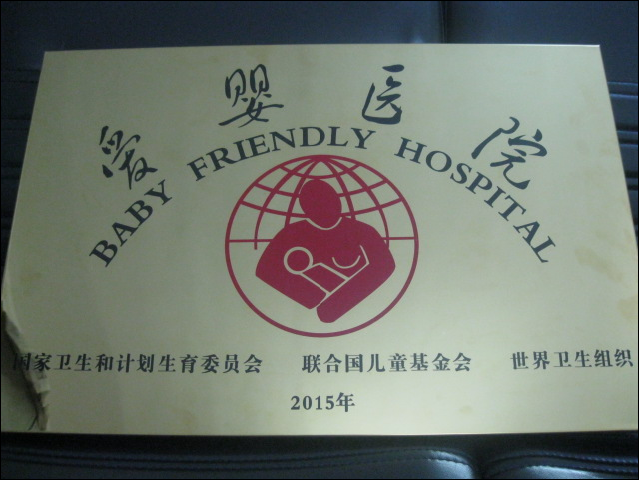 爱婴医院
BABY FRIENDLY HOSPITAL
国家卫生和计划生育委员会 联合国儿童基金会 世界卫生组织
2015年